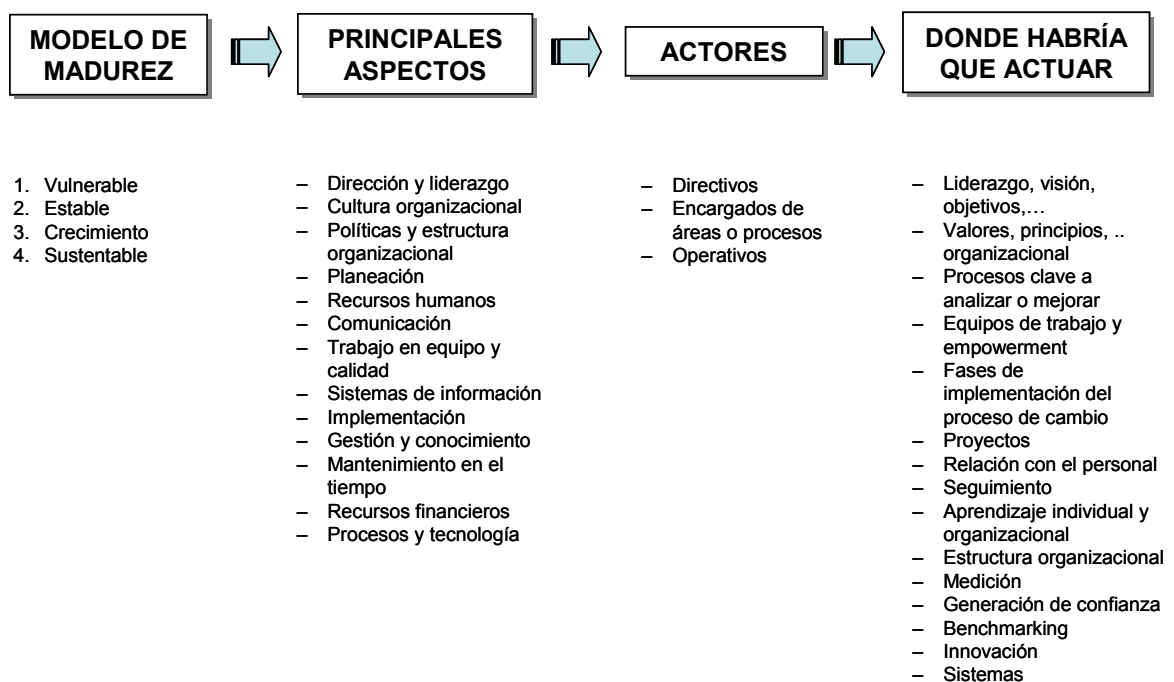 MODELO DE
MADUREZ
PRINCIPALES
ASPECTOS
ACTORES
DONDE HABRÍA
QUE ACTUAR
1. Vulnerable
2. Estable
3. Crecimiento
4. Sustentable
– Dirección y liderazgo
– Cultura organizacional
– Políticas y estructura
organizacional
– Planeación
– Recursos humanos
– Comunicación
– Trabajo en equipo y
calidad
– Sistemas de información
– Implementación
– Gestión y conocimiento
– Mantenimiento en el
tiempo
– Recursos financieros
– Procesos y tecnología
– Directivos
– Encargados de
áreas o procesos
– Operativos
– Liderazgo, visión,
objetivos,…
– Valores, principios, ..
organizacional
– Procesos clave a
analizar o mejorar
– Equipos de trabajo y
empowerment
– Fases de
implementación del
proceso de cambio
– Proyectos
– Relación con el personal
– Seguimiento
– Aprendizaje individual y
organizacional
– Estructura organizacional
– Medición
– Generación de confianza
– Benchmarking
– Innovación
– Sistemas